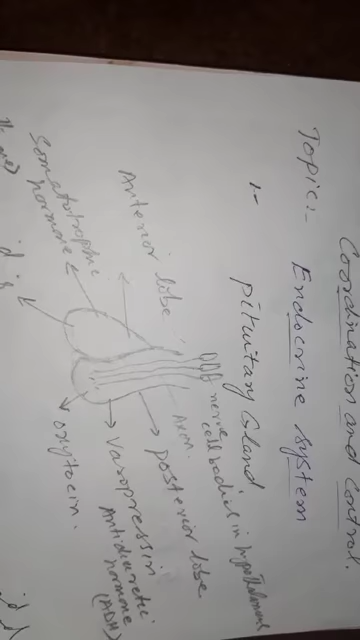 Coordination and control.
Topic:- Endocrine system
1- Pituitary Gland
nerve
cell bodies in hypothalamus
Axon.
Anterior lobe
posterior lobe
Somatotrophic
hormone
Vasopressin
Antidiuretic
hormone
(ADH)
oxytocin.